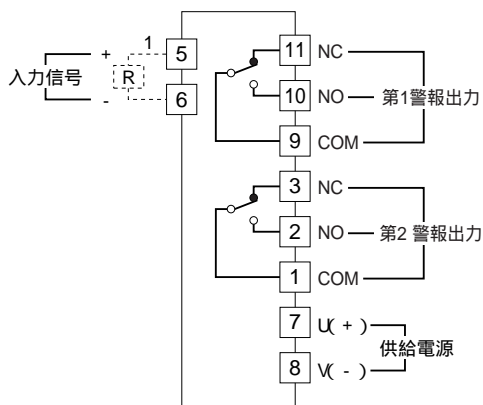 入力信号
+
-
1
R
5
6
11 NC
10 NO 第1警報出力
9 COM
3 NC
2 NO 第2 警報出力
1 COM
7 U( + )
供給電源
8 V( - )